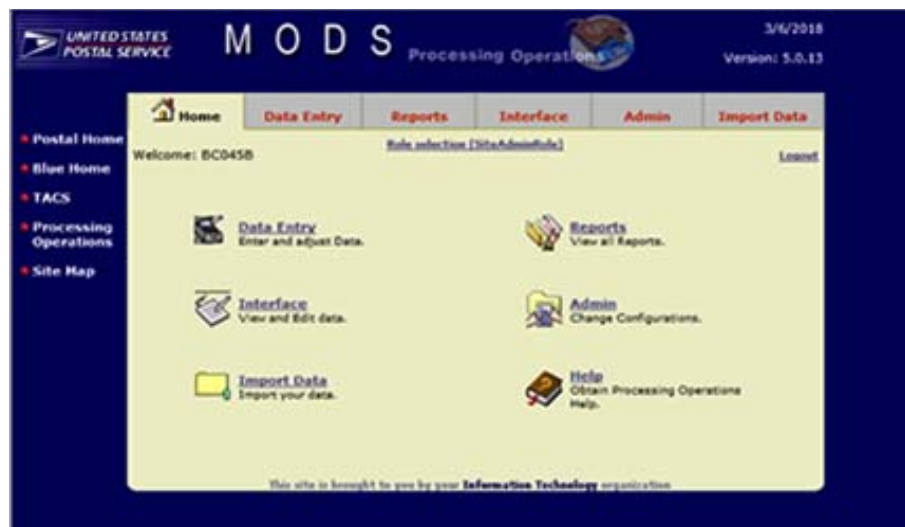 UNITED STATES
POSTAL SERVICE
M O D S
Processing Operations
3/6/2018
Version: 5.0.13
Home
Data Entry
Reports
Interface
Admin
Import Data
Postal Home
Blue Home
TACS
Processing
Operations
Site Map
Welcome: BC045B
Role selection [SiteAdminRole]
Logout
Data Entry
Enter and adjust Data.
Reports
View all Reports.
Interface
View and Edit data.
Admin
Change Configurations.
Import Data
Import your data.
Help
Obtain Processing Operations
Help.
This site is brought to you by your Information Technology organization